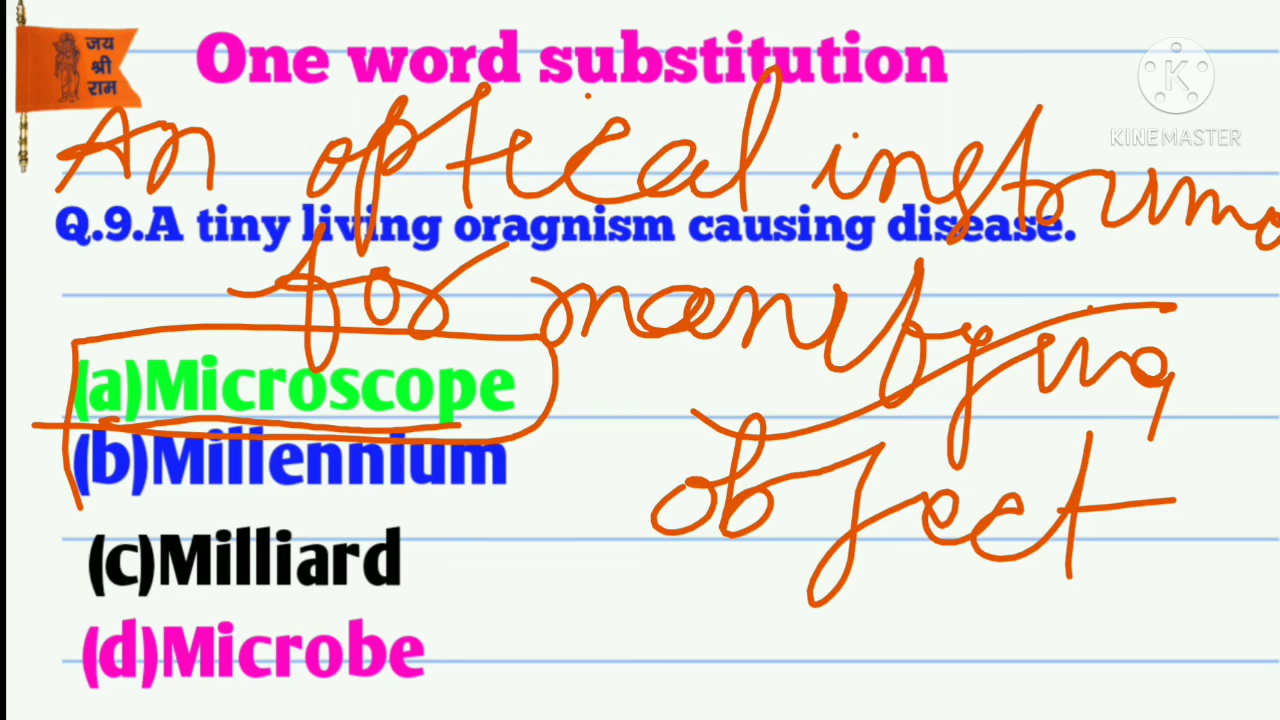 जय
श्री
राम
One word substitution
KINEMASTER
An optical instrume
Q.9.A tiny living oragnism causing disease.
for manifying
(a)Microscope
(b)Millennium
object
(c)Milliard
(d)Microbe